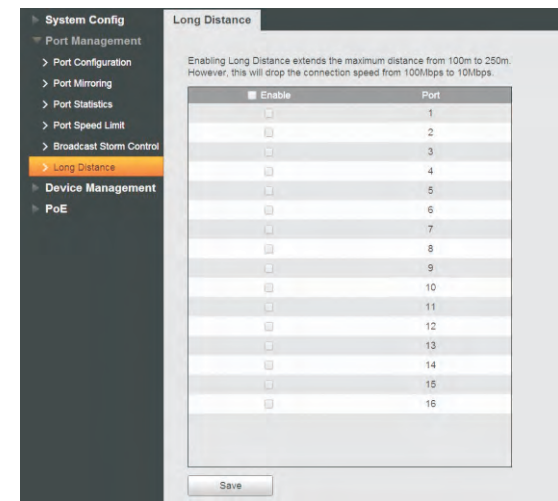 System Config
Port Management
> Port Configuration
> Port Mirroring
> Port Statistics
> Port Speed Limit
> Broadcast Storm Control
> Long Distance
Device Management
PoE
Long Distance
Enabling Long Distance extends the maximum distance from 100m to 250m.
However, this will drop the connection speed from 100Mbps to 10Mbps.
Enable Port
1
2
3
4
5
6
7
8
9
10
11
12
13
14
15
16
Save